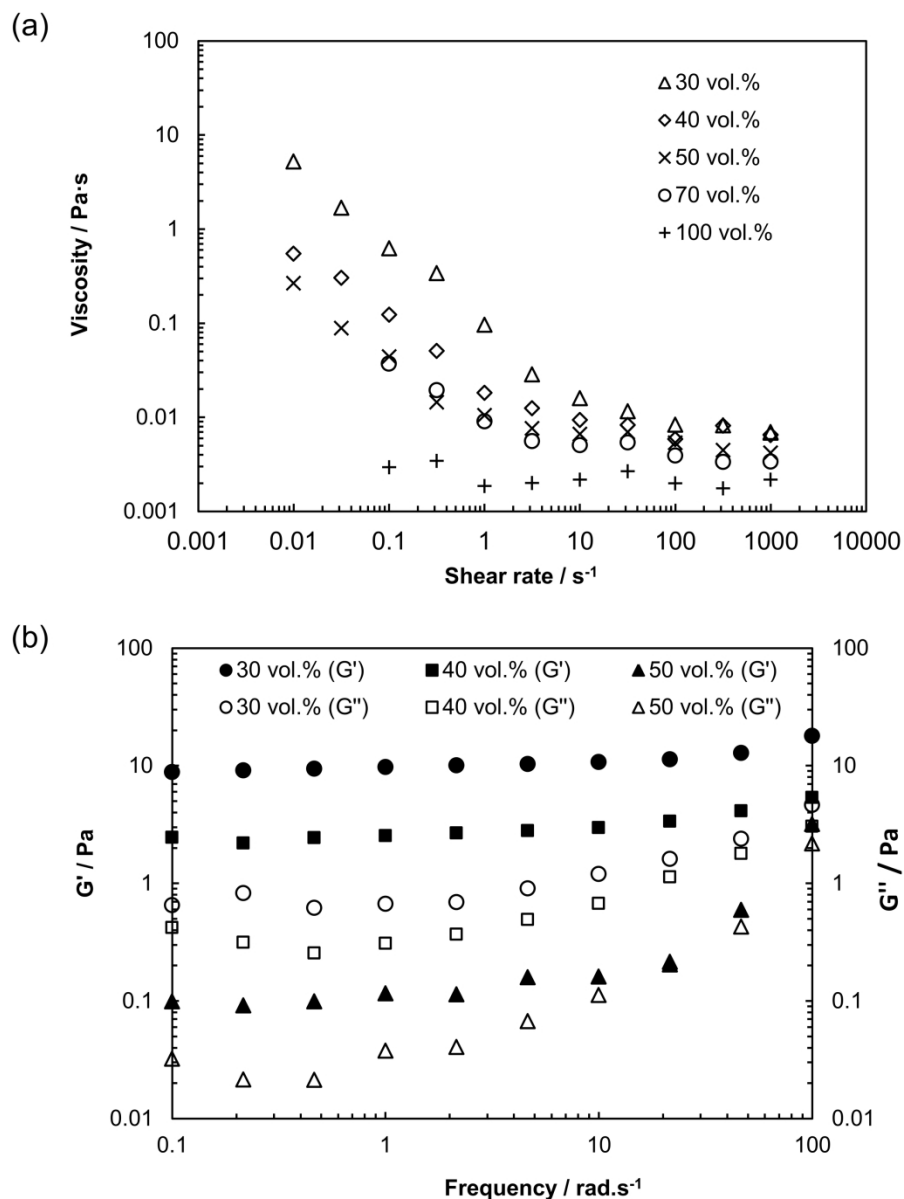 (a)
100
10
1
0.1
0.01
0.001
Viscosity / Pa·s
30 vol.%
40 vol.%
50 vol.%
70 vol.%
100 vol.%
0.001 0.01 0.1 1 10 100 1000 10000
Shear rate / s⁻¹
(b)
100
10
1
0.1
0.01
G' / Pa
30 vol.% (G') 40 vol.% (G') 50 vol.% (G')
30 vol.% (G'') 40 vol.% (G'') 50 vol.% (G'')
100
10
1
0.1
0.01
G'' / Pa
0.1 1 10 100
Frequency / rad.s⁻¹